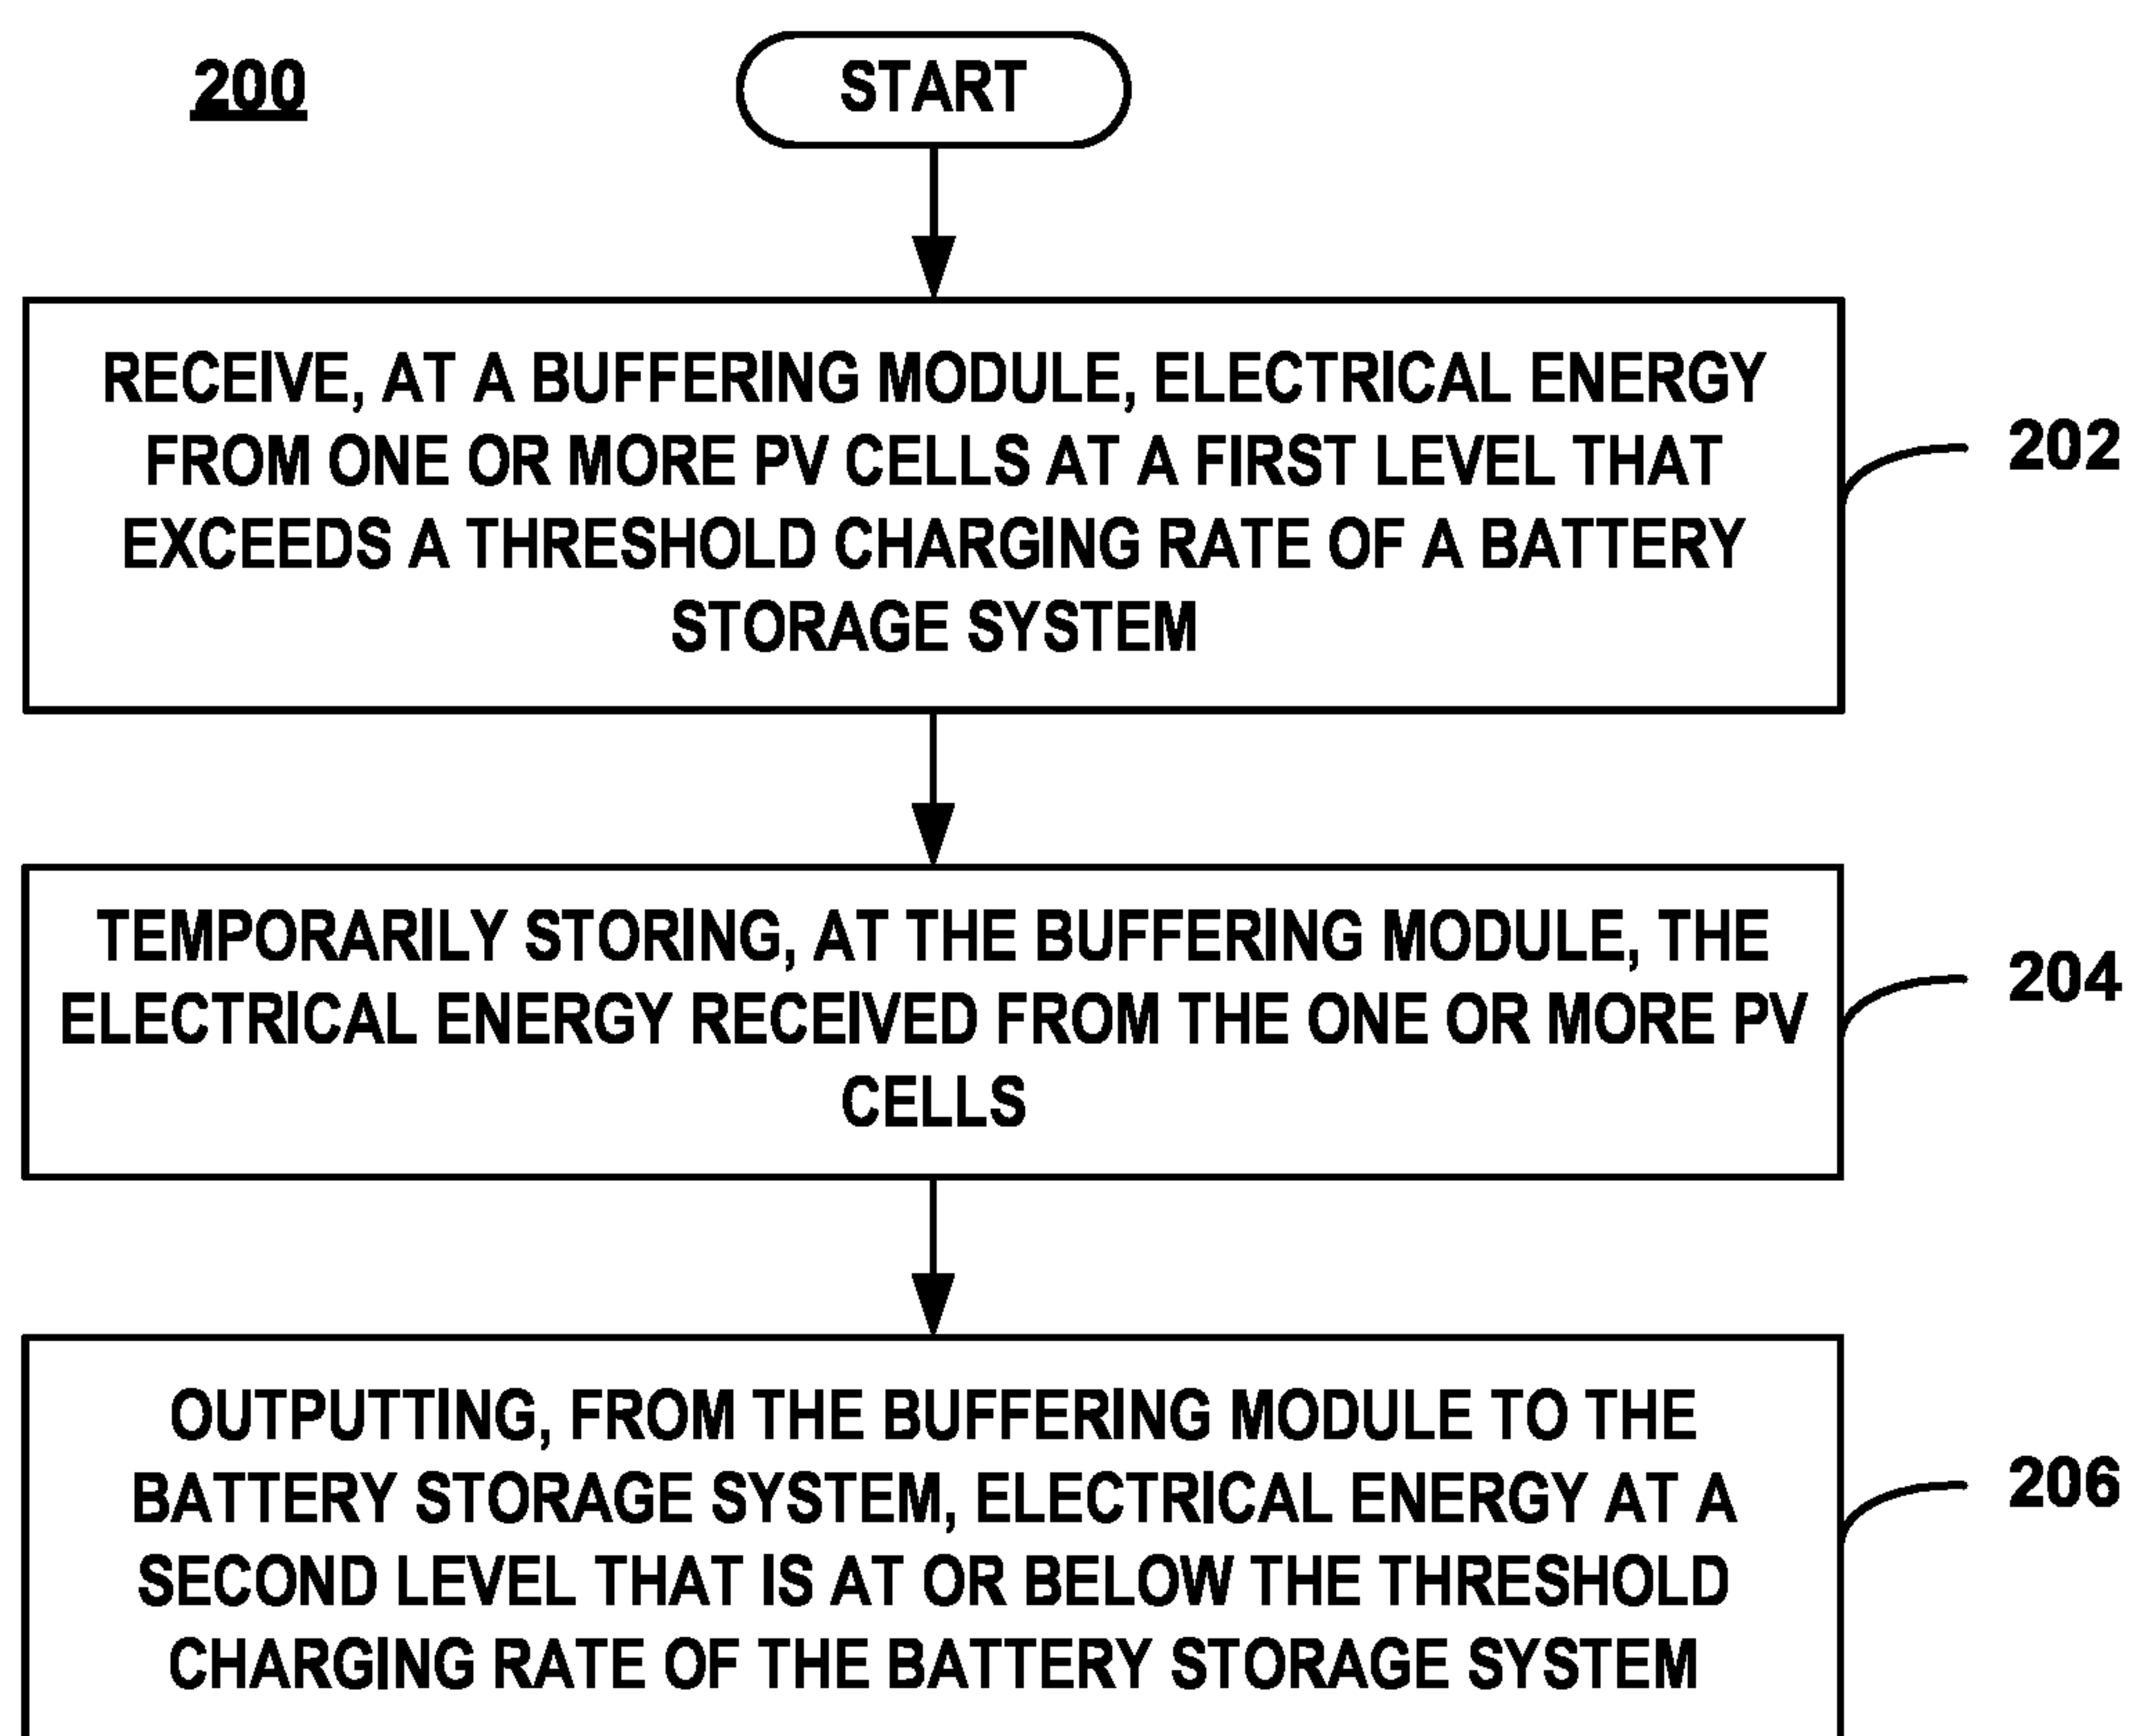 200
START
RECEIVE, AT A BUFFERING MODULE, ELECTRICAL ENERGY
FROM ONE OR MORE PV CELLS AT A FIRST LEVEL THAT
EXCEEDS A THRESHOLD CHARGING RATE OF A BATTERY
STORAGE SYSTEM
202
TEMPORARILY STORING, AT THE BUFFERING MODULE, THE
ELECTRICAL ENERGY RECEIVED FROM THE ONE OR MORE PV
CELLS
204
OUTPUTTING, FROM THE BUFFERING MODULE TO THE
BATTERY STORAGE SYSTEM, ELECTRICAL ENERGY AT A
SECOND LEVEL THAT IS AT OR BELOW THE THRESHOLD
CHARGING RATE OF THE BATTERY STORAGE SYSTEM
206